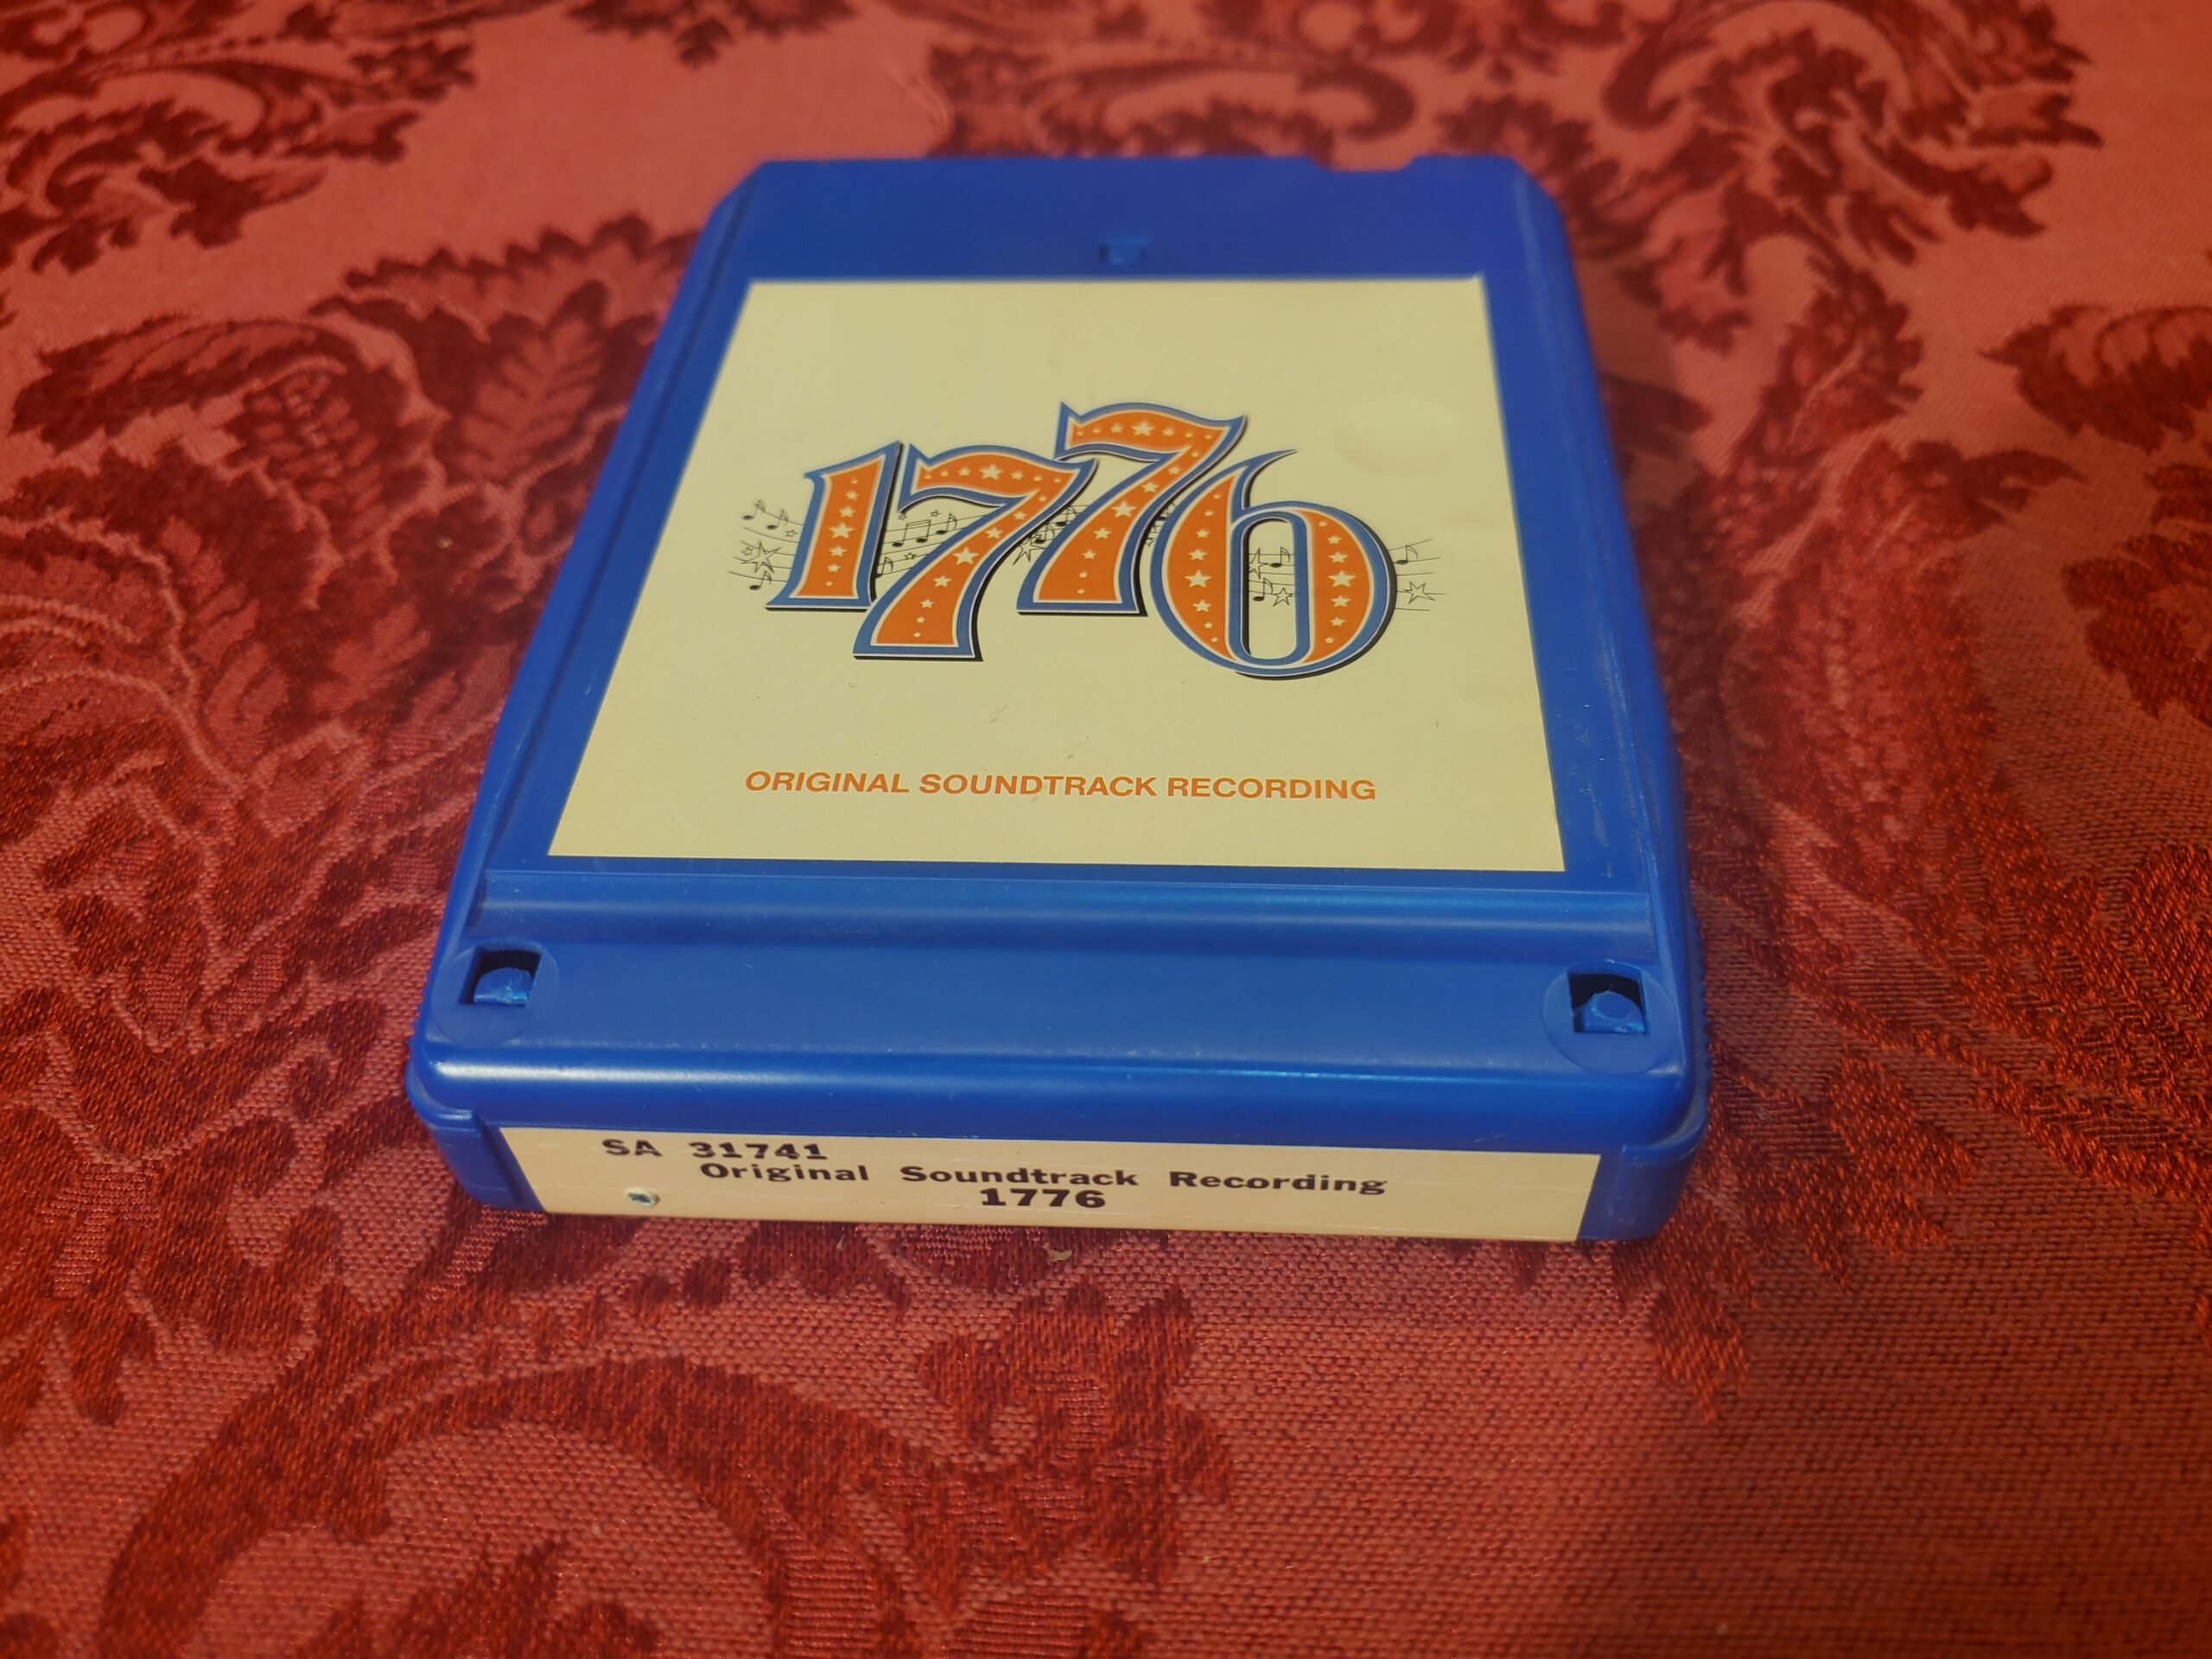 1776
ORIGINAL SOUNDTRACK RECORDING
SA 31741
Original Soundtrack Recording
1776